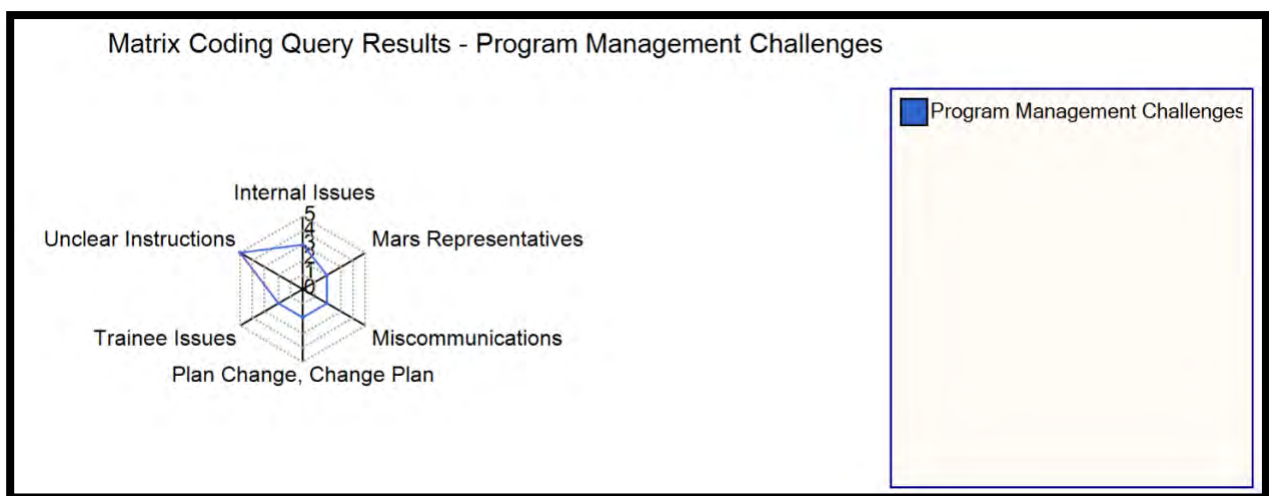 Matrix Coding Query Results - Program Management Challenges
Program Management Challenges
Internal Issues
5
4
3
2
1
0
Unclear Instructions
Mars Representatives
Trainee Issues
Miscommunications
Plan Change, Change Plan